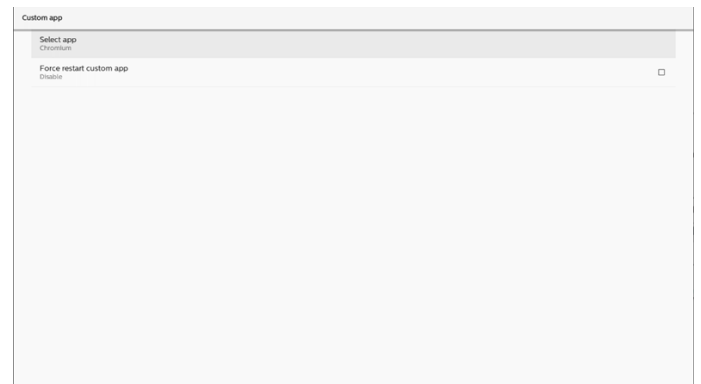 Custom app
Select app
Chromium
Force restart custom app
Disable